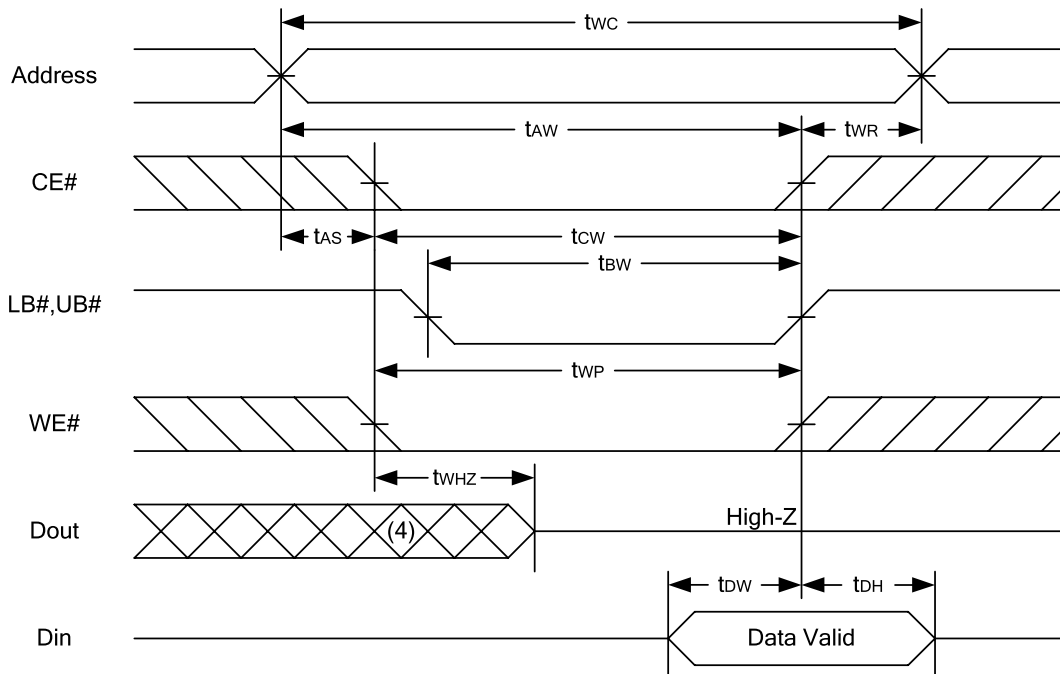 tWC
Address
tAW
tWR
CE#
tAS
tCW
tBW
LB#,UB#
tWP
WE#
tWHZ
Dout
(4)
High-Z
tDW
tDH
Din
Data Valid